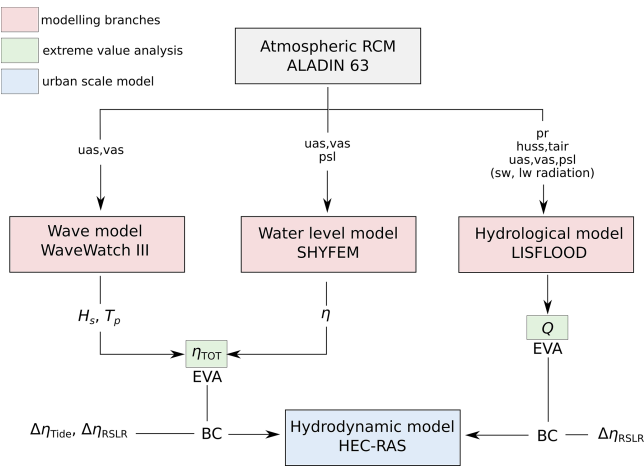 modelling branches
extreme value analysis
urban scale model
Atmospheric RCM
ALADIN 63
uas,vas
uas,vas
psl
pr
huss,tair
uas,vas,psl
(sw, lw radiation)
Wave model
WaveWatch III
Water level model
SHYFEM
Hydrological model
LISFLOOD
Hs, Tp
η
Q
EVA
ηTOT
EVA
ΔηTide, ΔηRSLR
BC
Hydrodynamic model
HEC-RAS
BC
ΔηRSLR